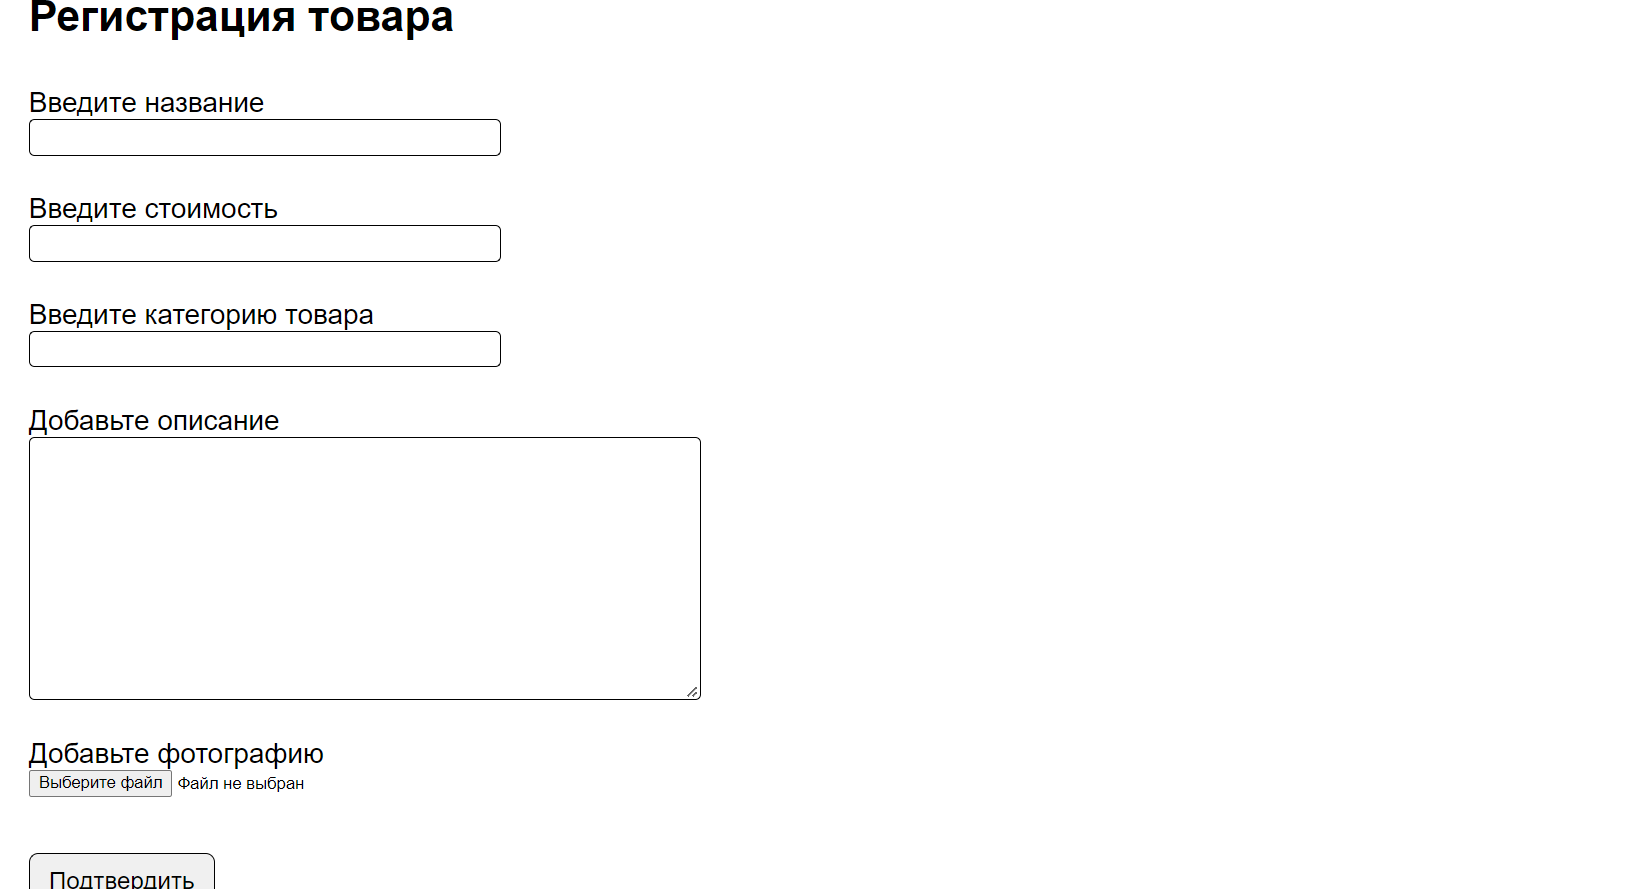 Регистрация товара
Введите название
Введите стоимость
Введите категорию товара
Добавьте описание
Добавьте фотографию
Выберите файл Файл не выбран
Подтвердить